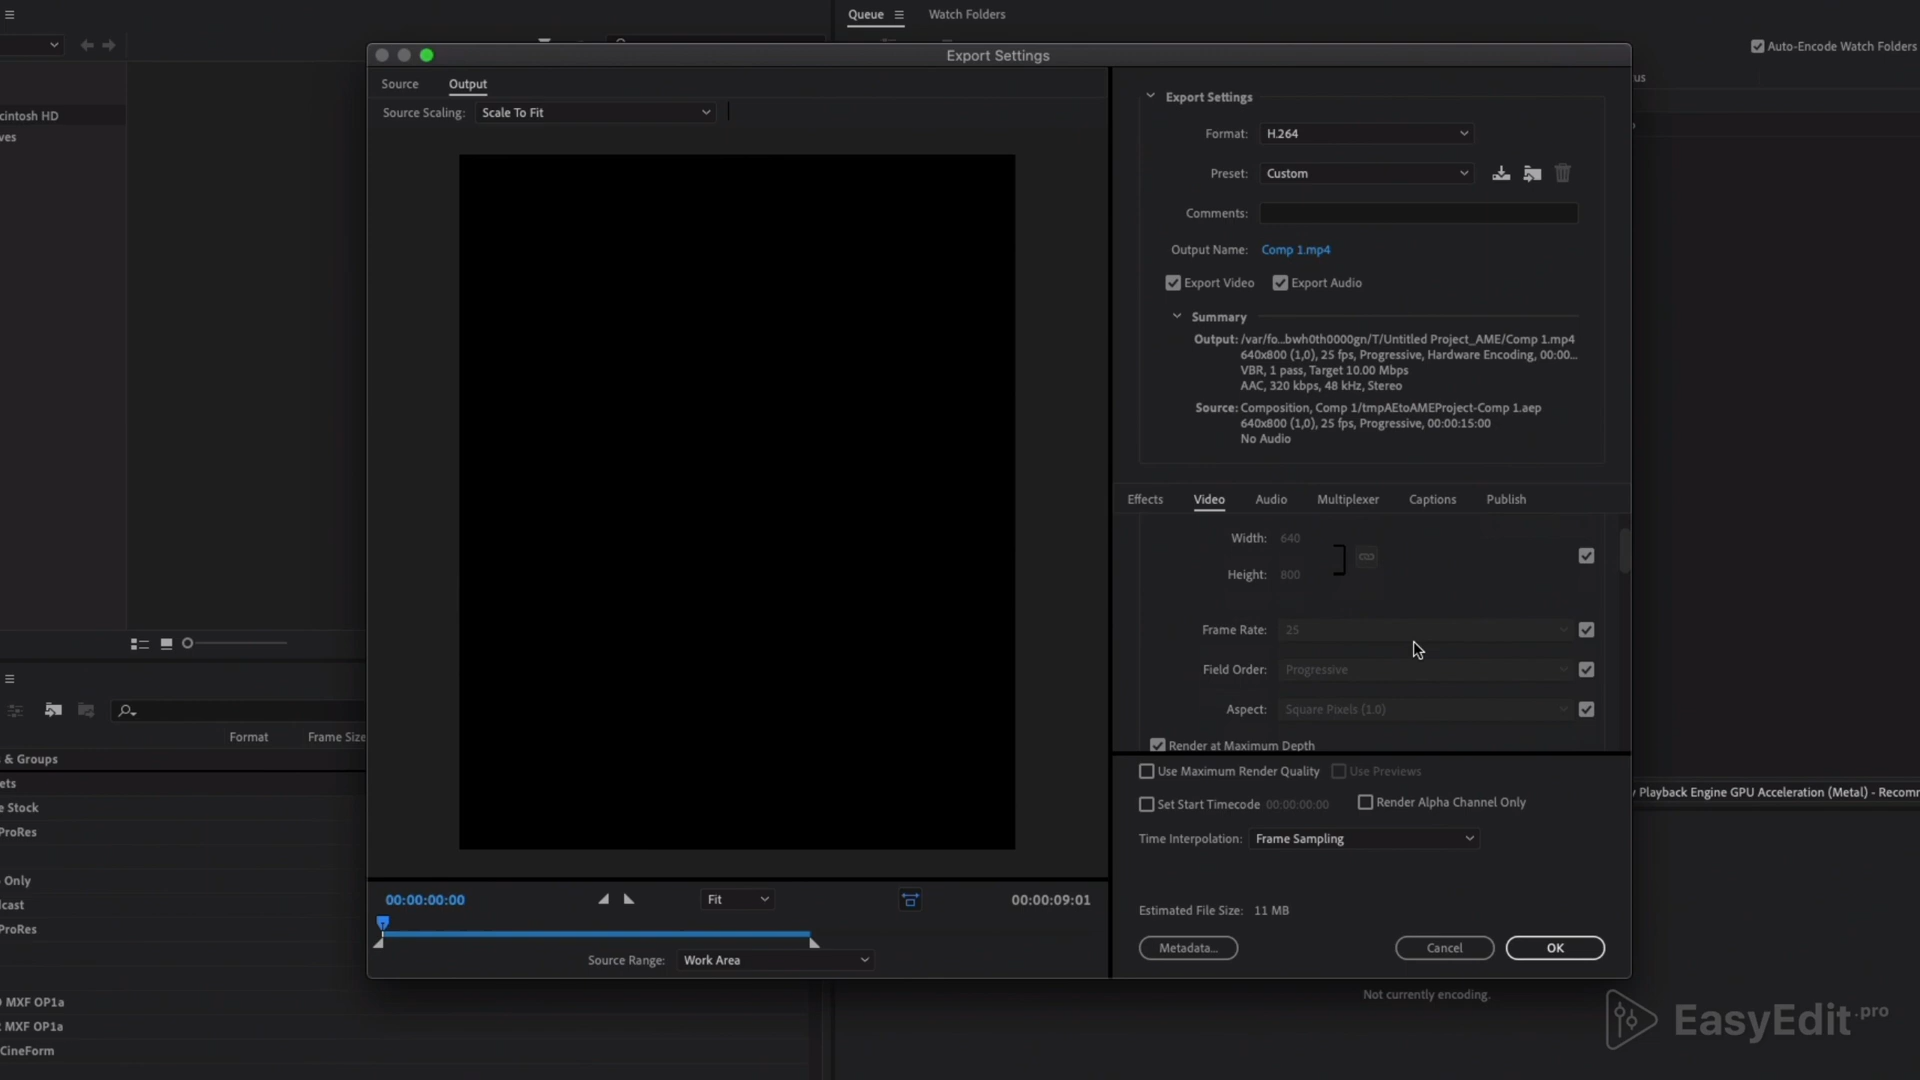 Queue
Watch Folders
Auto-Encode Watch Folders
Export Settings
Source
Output
Source Scaling:
Scale To Fit
Export Settings
Format:
H.264
Preset:
Custom
Comments:
Output Name:
Comp 1.mp4
Export Video
Export Audio
Summary
Output: /var/fo...bwh0th0000gn/T/Untitled Project_AME/Comp 1.mp4
640x800 (1,0), 25 fps, Progressive, Hardware Encoding, 00:00...
VBR, 1 pass, Target 10.00 Mbps
AAC, 320 kbps, 48 kHz, Stereo
Source: Composition, Comp 1/tmpAEtoAMEProject-Comp 1.aep
640x800 (1,0), 25 fps, Progressive, 00:00:15:00
No Audio
Effects
Video
Audio
Multiplexer
Captions
Publish
Width: 640
Height: 800
Frame Rate: 25
Field Order: Progressive
Aspect: Square Pixels (1.0)
Render at Maximum Depth
Use Maximum Render Quality
Use Previews
Set Start Timecode 00:00:00:00
Render Alpha Channel Only
Time Interpolation: Frame Sampling
Estimated File Size: 11 MB
Metadata...
Cancel
OK
00:00:00:00
Fit
00:00:09:01
Source Range: Work Area
us
cintosh HD
ves
Format
Frame Size
& Groups
ets
e Stock
ProRes
Only
dcast
ProRes
MXF OP1a
MXF OP1a
CineForm
Playback Engine GPU Acceleration (Metal) - Recomm
Not currently encoding.
EasyEdit.pro